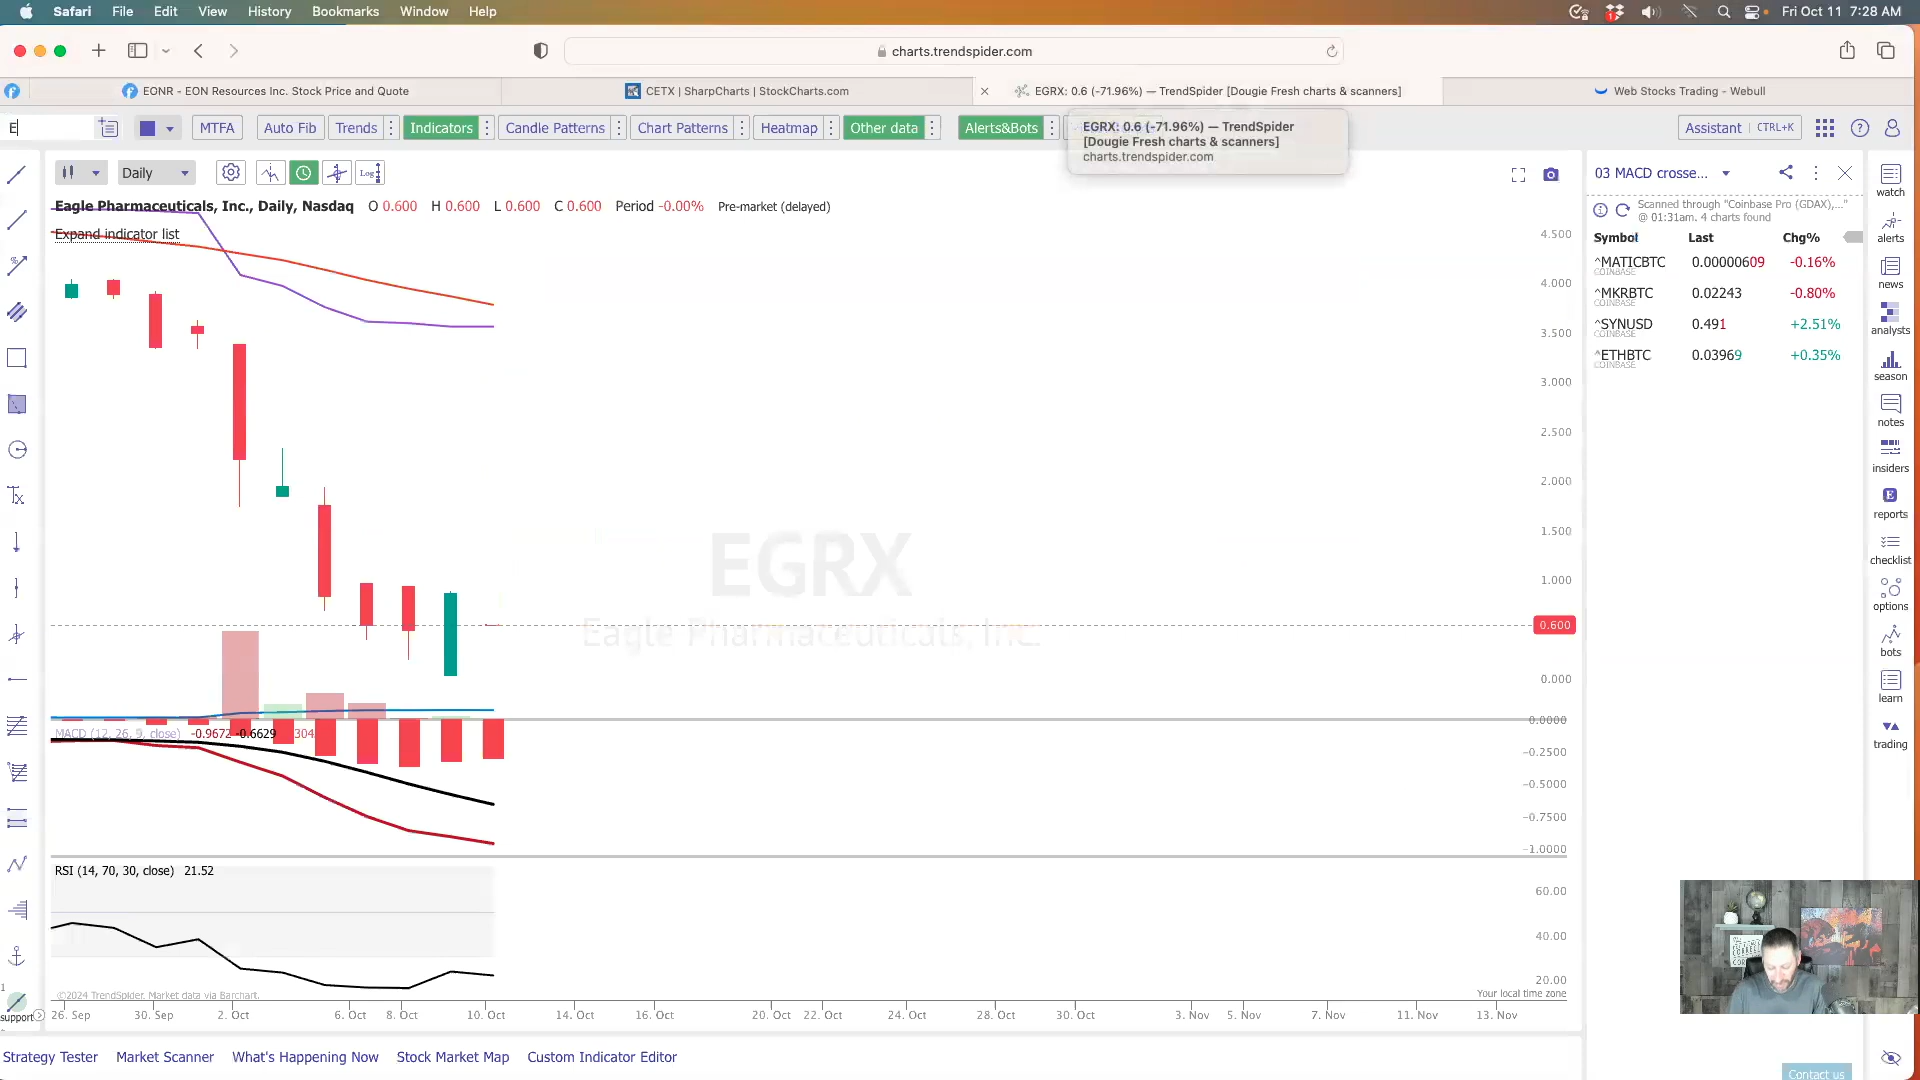 Safari File Edit View History Bookmarks Window Help
Fri Oct 11 7:28 AM
charts.trendspider.com
EONR - EON Resources Inc. Stock Price and Quote
CETX | SharpCharts | StockCharts.com
EGRX: 0.6 (-71.96%) — TrendSpider [Dougie Fresh charts & scanners]
Web Stocks Trading - Webull
E
MTFA
Auto Fib
Trends
Indicators
Candle Patterns
Chart Patterns
Heatmap
Other data
Alerts&Bots
Assistant CTRL+K
EGRX: 0.6 (-71.96%) — TrendSpider
[Dougie Fresh charts & scanners]
charts.trendspider.com
Daily
Log
Eagle Pharmaceuticals, Inc., Daily, Nasdaq O 0.600 H 0.600 L 0.600 C 0.600 Period -0.00% Pre-market (delayed)
Expand indicator list
4.500
4.000
3.500
3.000
2.500
2.000
1.500
1.000
0.600
0.000
EGRX
Eagle Pharmaceuticals, Inc.
0.0000
MACD (12, 26, 9, close) -0.9672 -0.6629 304
-0.2500
-0.5000
-0.7500
-1.0000
RSI (14, 70, 30, close) 21.52
60.00
40.00
20.00
©2024 TrendSpider. Market data via Barchart.
Your local time zone
26. Sep 30. Sep 2. Oct 6. Oct 8. Oct 10. Oct 14. Oct 16. Oct 20. Oct 22. Oct 24. Oct 28. Oct 30. Oct 3. Nov 5. Nov 7. Nov 11. Nov 13. Nov
Strategy Tester Market Scanner What's Happening Now Stock Market Map Custom Indicator Editor
1
support
03 MACD crosse...
Scanned through "Coinbase Pro (GDAX),..."
@ 01:31am. 4 charts found
Symbol Last Chg%
^MATICBTC 0.00000609 -0.16%
COINBASE
^MKRBTC 0.02243 -0.80%
COINBASE
^SYNUSD 0.491 +2.51%
COINBASE
^ETHBTC 0.03969 +0.35%
COINBASE
watch
alerts
news
analysts
season
notes
insiders
E
reports
checklist
options
bots
learn
trading
Contact us